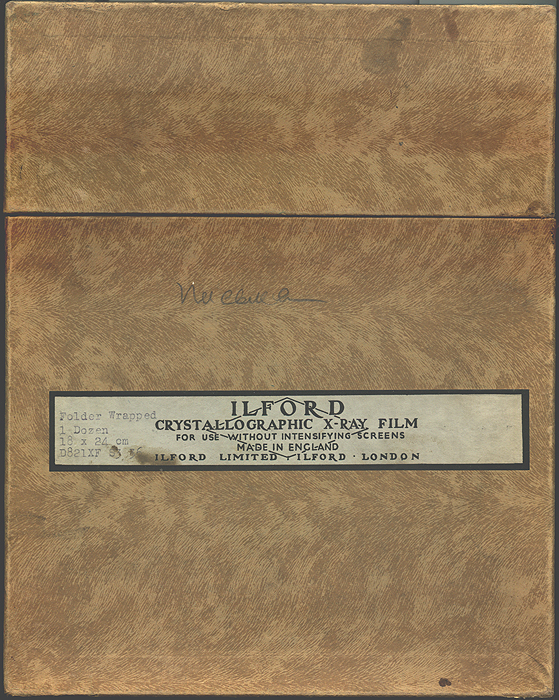 Folder Wrapped
1 Dozen
18 x 24 cm
D821XF
ILFORD
CRYSTALLOGRAPHIC X-RAY FILM
FOR USE WITHOUT INTENSIFYING SCREENS
MADE IN ENGLAND
ILFORD LIMITED ILFORD · LONDON